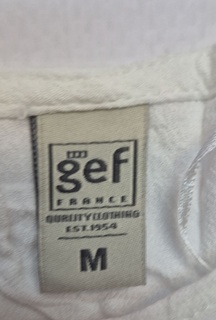 gef
FRANCE
QUALITY CLOTHING
EST. 1954
M